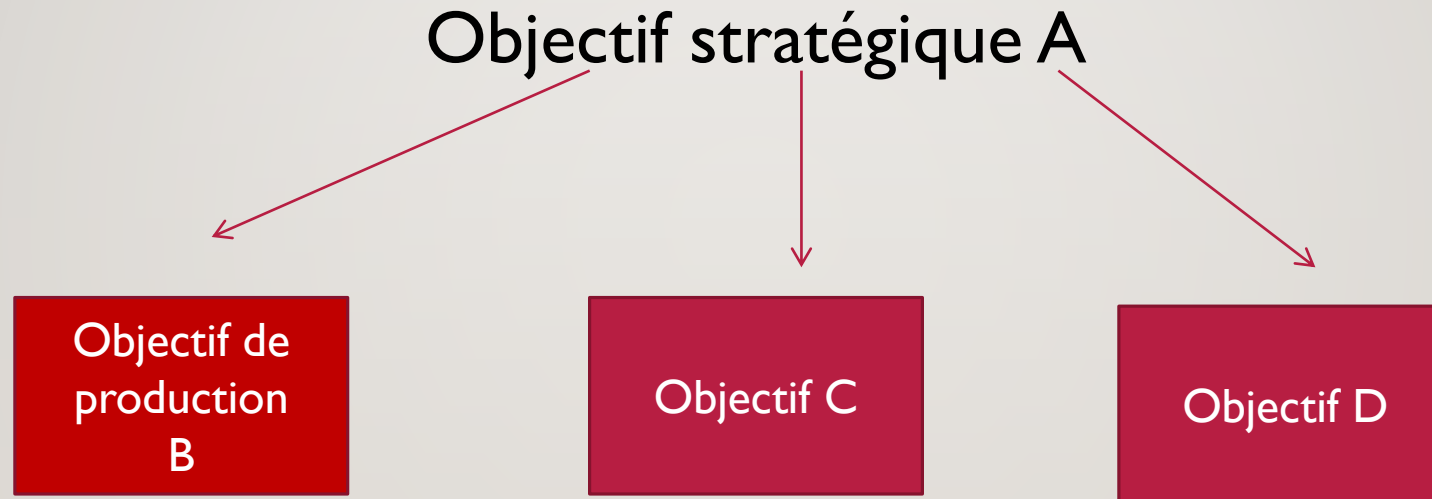 Objectif stratégique A
Objectif de
production
B
Objectif C
Objectif D